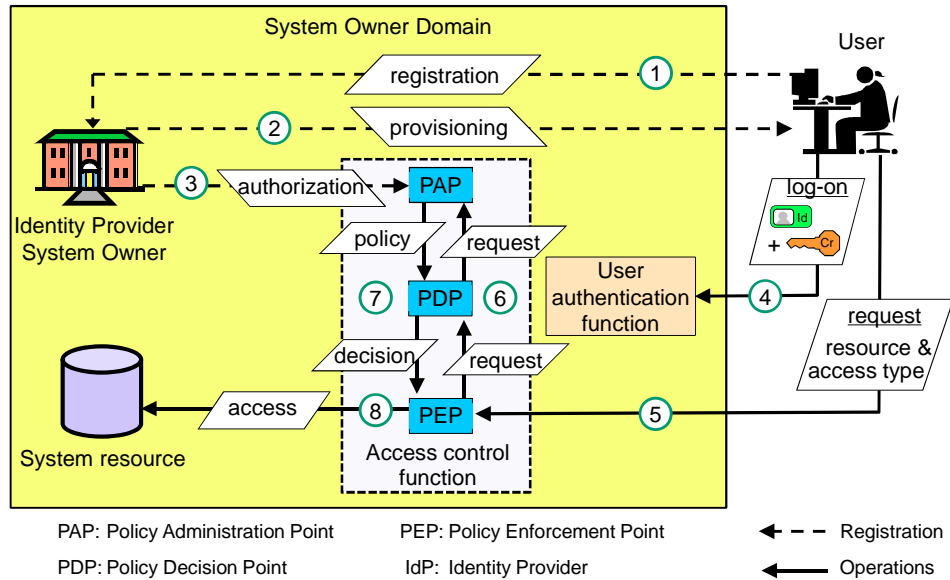 System Owner Domain
User
registration
1
2
provisioning
3
authorization
PAP
Identity Provider
System Owner
log-on
Id
+
Cr
policy
request
User
authentication
function
4
7
PDP
6
request
resource &
access type
decision
request
access
8
PEP
5
System resource
Access control
function
PAP: Policy Administration Point
PEP: Policy Enforcement Point
Registration
PDP: Policy Decision Point
IdP: Identity Provider
Operations